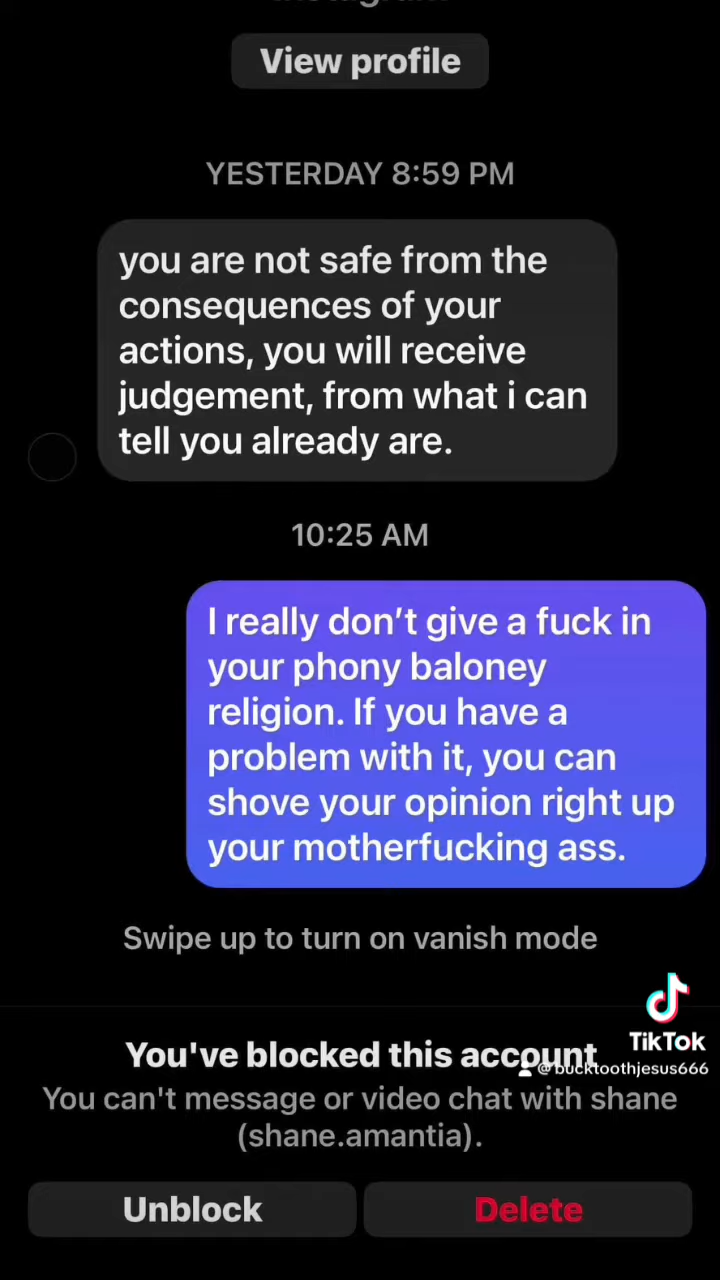 View profile
YESTERDAY 8:59 PM
you are not safe from the
consequences of your
actions, you will receive
judgement, from what i can
tell you already are.
10:25 AM
I really don't give a fuck in
your phony baloney
religion. If you have a
problem with it, you can
shove your opinion right up
your motherfucking ass.
Swipe up to turn on vanish mode
TikTok
You've blocked this account
@bucktoothjesus666
You can't message or video chat with shane
(shane.amantia).
Unblock
Delete